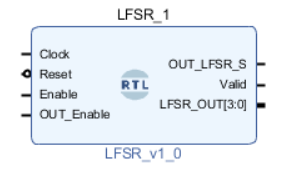 LFSR_1
Clock
Reset
Enable
OUT_Enable
RTL
OUT_LFSR_S
Valid
LFSR_OUT[3:0]
LFSR_v1_0